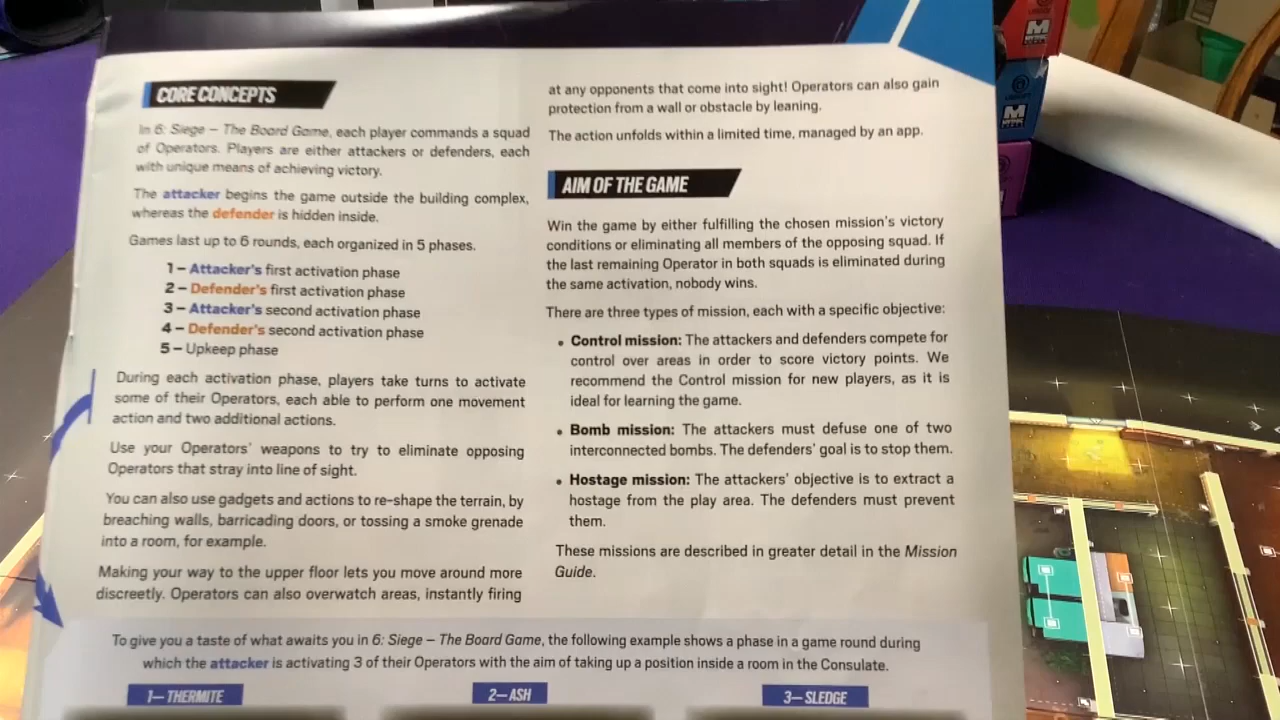 CORE CONCEPTS
In 6: Siege – The Board Game, each player commands a squad
of Operators. Players are either attackers or defenders, each
with unique means of achieving victory.
The attacker begins the game outside the building complex,
whereas the defender is hidden inside.
Games last up to 6 rounds, each organized in 5 phases.
1 – Attacker's first activation phase
2 – Defender's first activation phase
3 – Attacker's second activation phase
4 – Defender's second activation phase
5 – Upkeep phase
During each activation phase, players take turns to activate
some of their Operators, each able to perform one movement
action and two additional actions.
Use your Operators' weapons to try to eliminate opposing
Operators that stray into line of sight.
You can also use gadgets and actions to re-shape the terrain, by
breaching walls, barricading doors, or tossing a smoke grenade
into a room, for example.
Making your way to the upper floor lets you move around more
discreetly. Operators can also overwatch areas, instantly firing
at any opponents that come into sight! Operators can also gain
protection from a wall or obstacle by leaning.
The action unfolds within a limited time, managed by an app.
AIM OF THE GAME
Win the game by either fulfilling the chosen mission's victory
conditions or eliminating all members of the opposing squad. If
the last remaining Operator in both squads is eliminated during
the same activation, nobody wins.
There are three types of mission, each with a specific objective:
• Control mission: The attackers and defenders compete for
control over areas in order to score victory points. We
recommend the Control mission for new players, as it is
ideal for learning the game.
• Bomb mission: The attackers must defuse one of two
interconnected bombs. The defenders' goal is to stop them.
• Hostage mission: The attackers' objective is to extract a
hostage from the play area. The defenders must prevent
them.
These missions are described in greater detail in the Mission
Guide.
To give you a taste of what awaits you in 6: Siege – The Board Game, the following example shows a phase in a game round during
which the attacker is activating 3 of their Operators with the aim of taking up a position inside a room in the Consulate.
1— THERMITE
2— ASH
3— SLEDGE